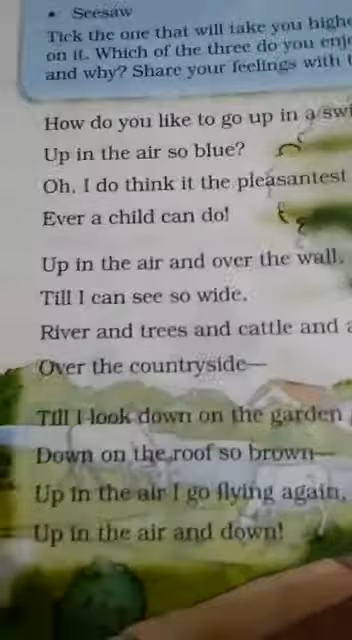 • Seesaw
Tick the one that will take you
on it. Which of the three do you
and why? Share your feelings with
How do you like to go up in a
Up in the air so blue?
Oh, I do think it the pleasantest
Ever a child can do!
Up in the air and over the wall,
Till I can see so wide,
River and trees and cattle and
Over the countryside—
Till I look down on the garden
Down on the roof so brown—
Up in the air I go flying again,
Up in the air and down!